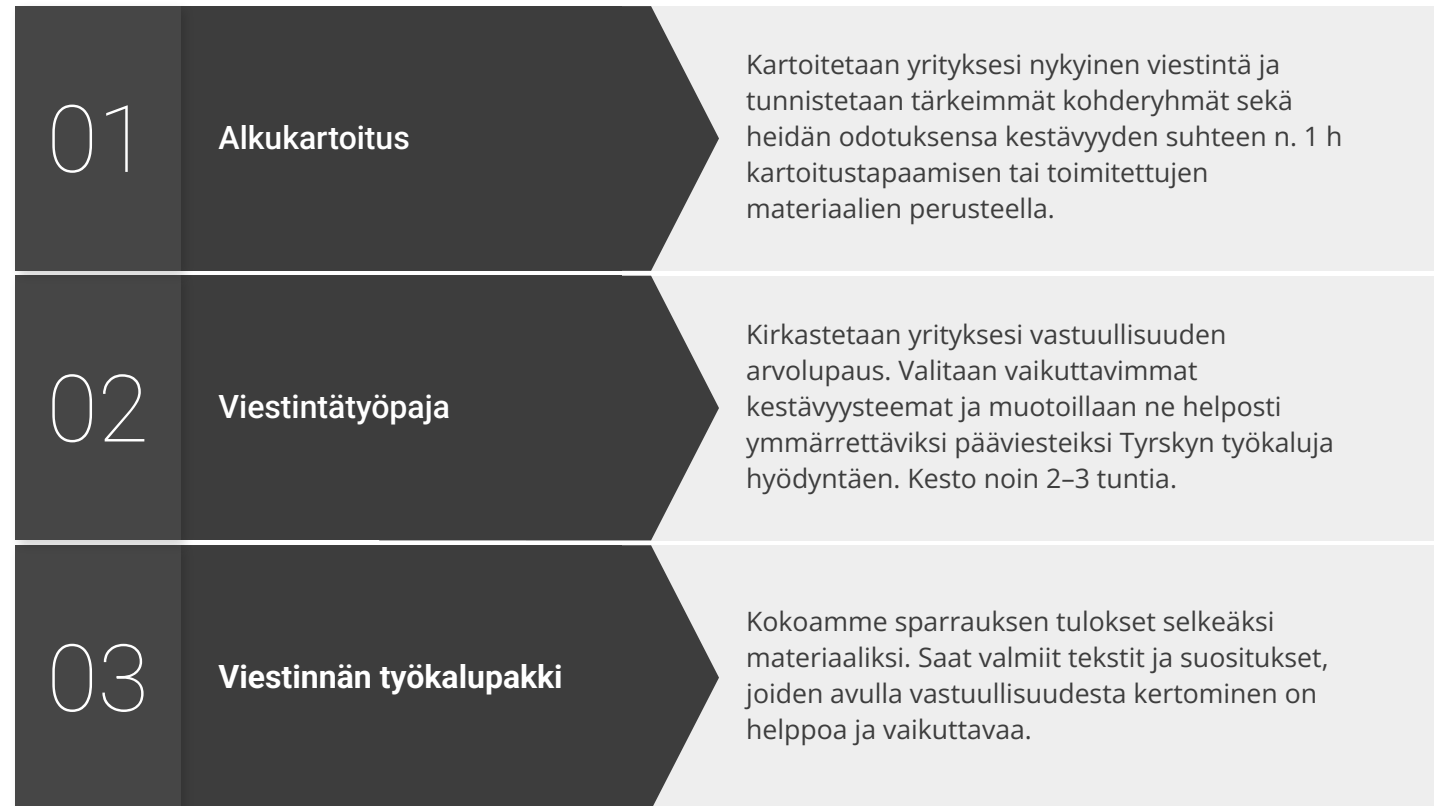 01
Alkukartoitus
Kartoitetaan yrityksesi nykyinen viestintä ja
tunnistetaan tärkeimmät kohderyhmät sekä
heidän odotuksensa kestävyyden suhteen n. 1 h
kartoitustapaamisen tai toimitettujen
materiaalien perusteella.
02
Viestintätyöpaja
Kirkastetaan yrityksesi vastuullisuuden
arvolupaus. Valitaan vaikuttavimmat
kestävyysteemat ja muotoillaan ne helposti
ymmärrettäviksi pääviesteiksi Tyrskyn työkaluja
hyödyntäen. Kesto noin 2–3 tuntia.
03
Viestinnän työkalupakki
Kokoamme sparrauksen tulokset selkeäksi
materiaaliksi. Saat valmiit tekstit ja suositukset,
joiden avulla vastuullisuudesta kertominen on
helppoa ja vaikuttavaa.